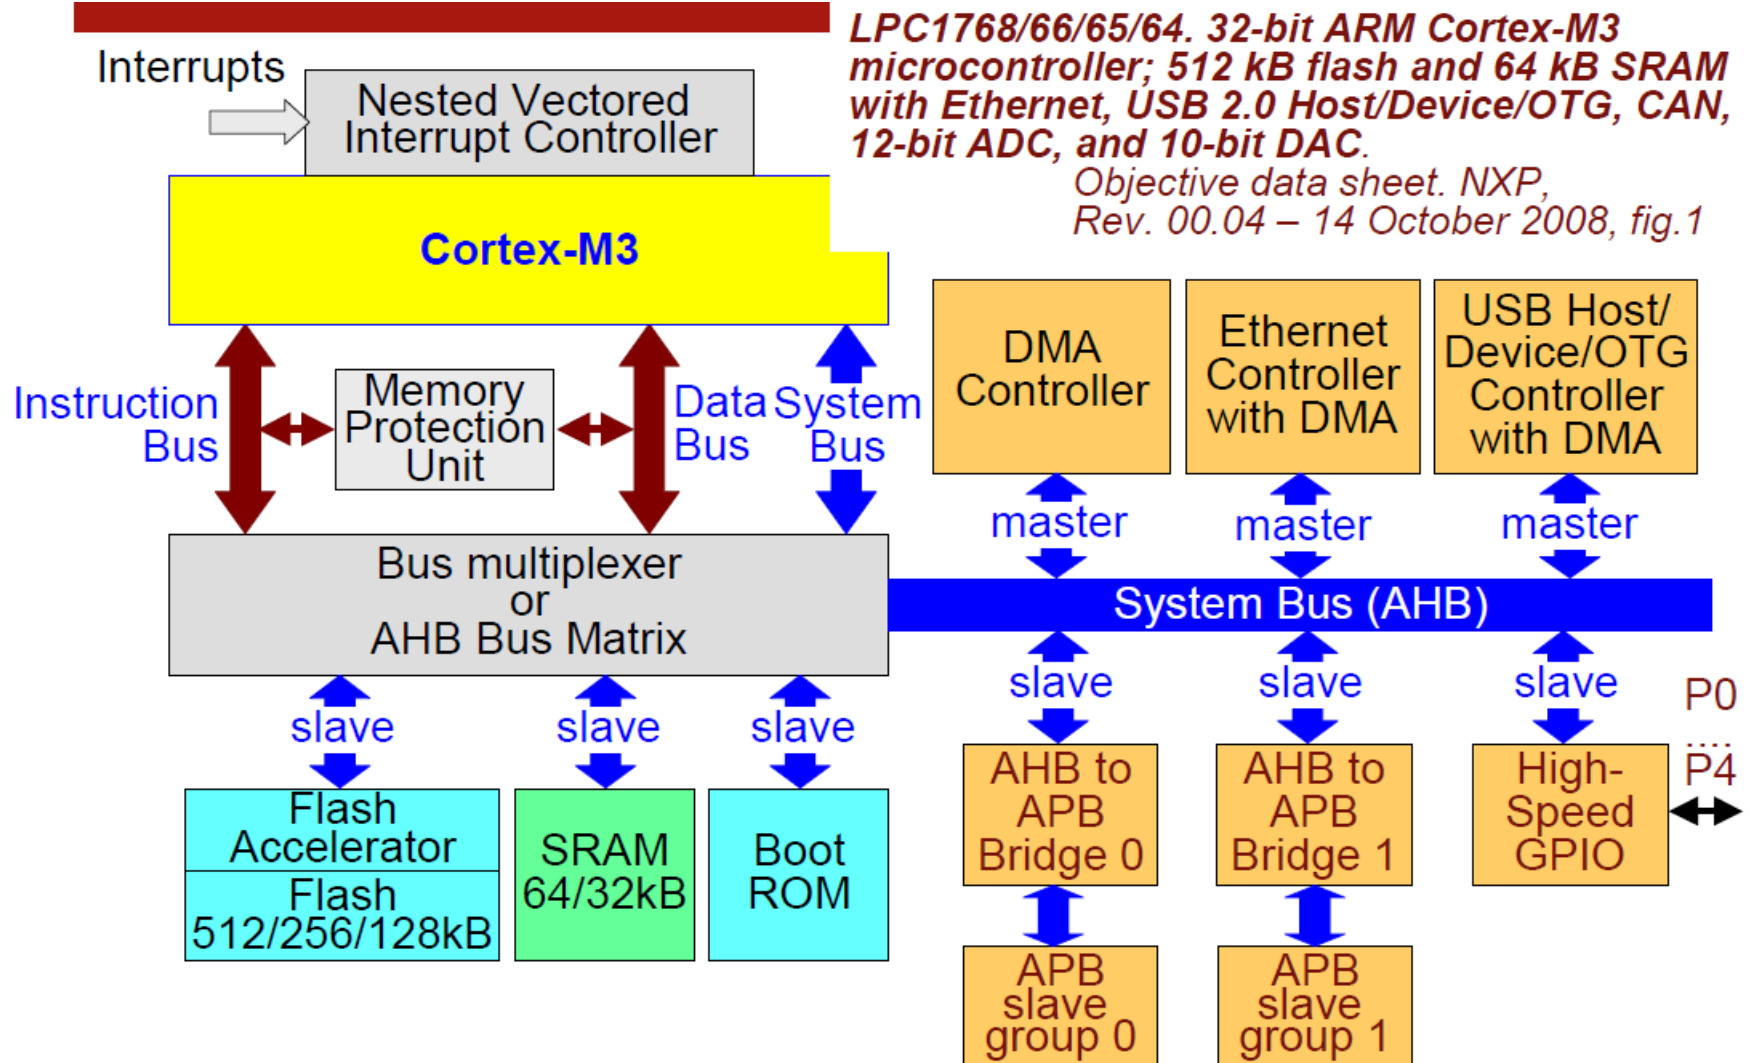 LPC1768/66/65/64. 32-bit ARM Cortex-M3
microcontroller; 512 kB flash and 64 kB SRAM
with Ethernet, USB 2.0 Host/Device/OTG, CAN,
12-bit ADC, and 10-bit DAC.
Objective data sheet. NXP,
Rev. 00.04 – 14 October 2008, fig.1
Interrupts
Nested Vectored
Interrupt Controller
Cortex-M3
Instruction
Bus
Memory
Protection
Unit
Data
Bus
System
Bus
DMA
Controller
Ethernet
Controller
with DMA
USB Host/
Device/OTG
Controller
with DMA
master
master
master
Bus multiplexer
or
AHB Bus Matrix
System Bus (AHB)
slave
slave
slave
slave
slave
slave
P0
....
P4
Flash
Accelerator
Flash
512/256/128kB
SRAM
64/32kB
Boot
ROM
AHB to
APB
Bridge 0
AHB to
APB
Bridge 1
High-
Speed
GPIO
APB
slave
group 0
APB
slave
group 1